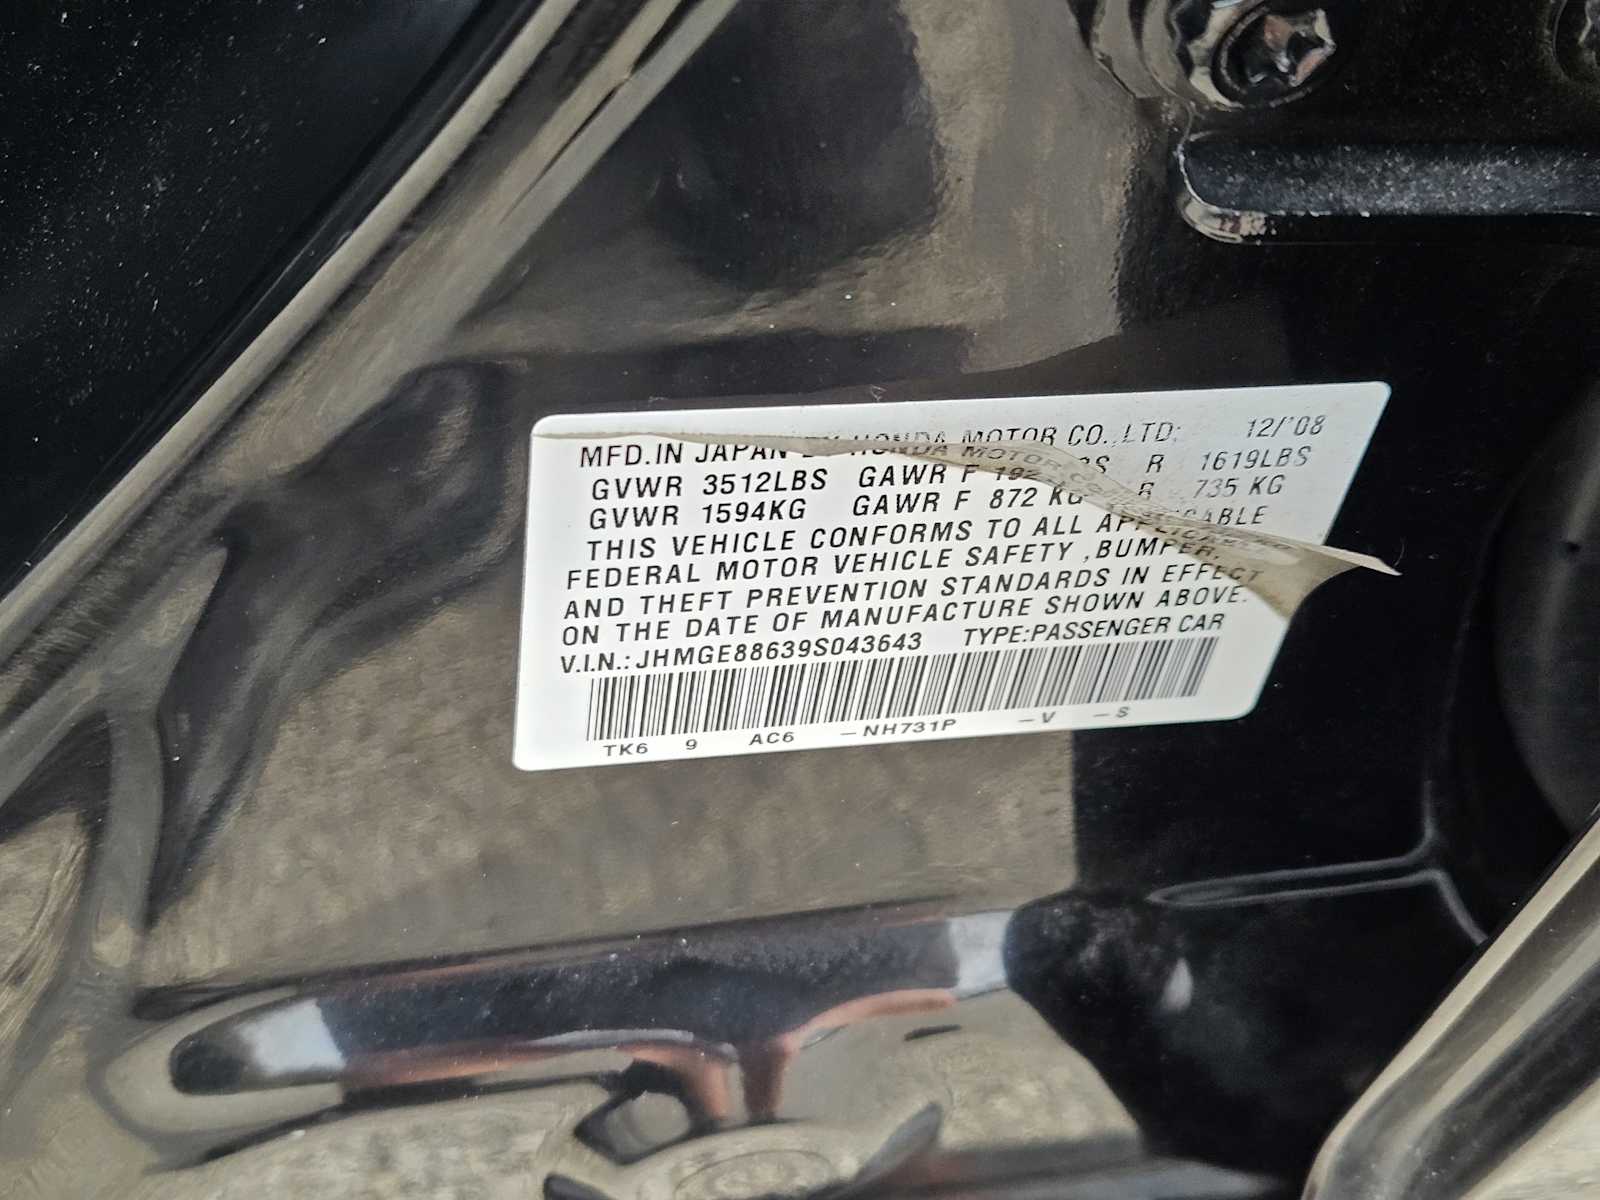 MFD.IN JAPAN BY HONDA MOTOR CO.,LTD. 12/'08
GVWR 3512LBS GAWR F 192 BS R 1619LBS
GVWR 1594KG GAWR F 872 KG R 735 KG
THIS VEHICLE CONFORMS TO ALL APPLICABLE
FEDERAL MOTOR VEHICLE SAFETY ,BUMPER,
AND THEFT PREVENTION STANDARDS IN EFFECT
ON THE DATE OF MANUFACTURE SHOWN ABOVE.
V.I.N.: JHMGE88639S043643 TYPE:PASSENGER CAR
TK6 9 AC6 -NH731P -V -S